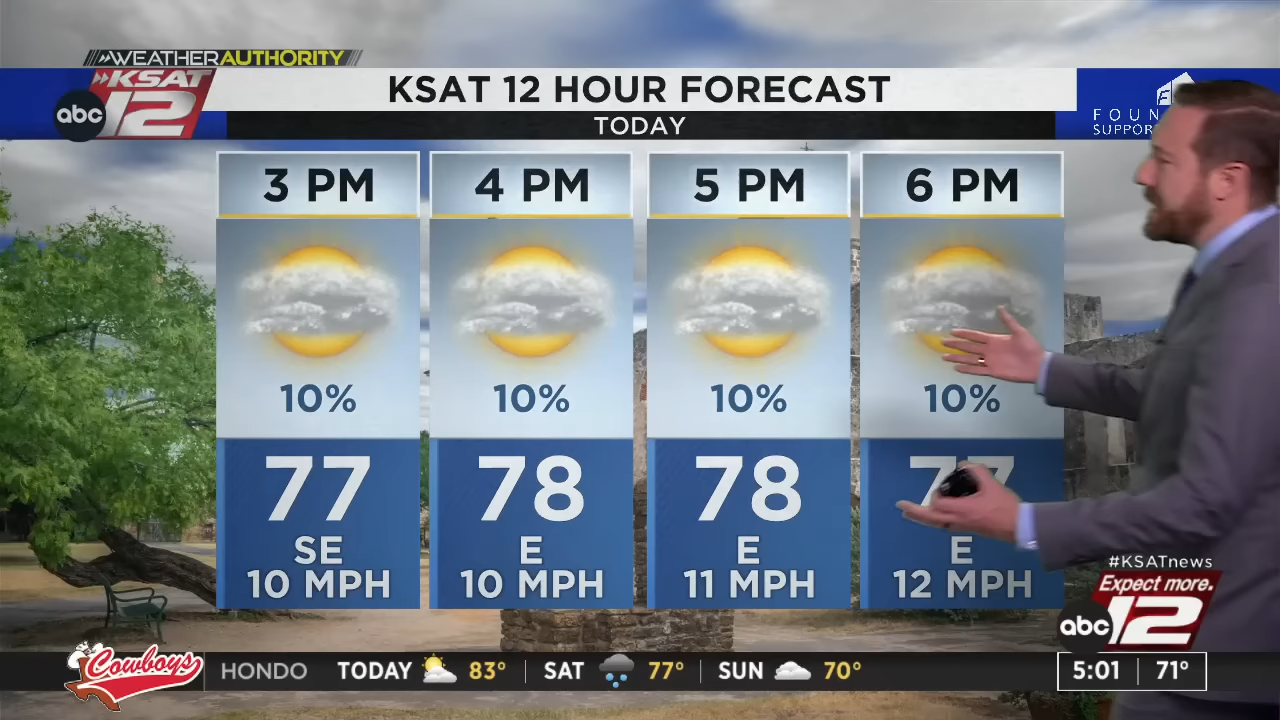 WEATHERAUTHORITY
KSAT
abc 12
KSAT 12 HOUR FORECAST
TODAY
3 PM
10%
77
SE
10 MPH
4 PM
10%
78
E
10 MPH
5 PM
10%
78
E
11 MPH
6 PM
10%
77
E
12 MPH
#KSATnews
Expect more.
abc 12
Cowboys
HONDO TODAY 83° SAT 77° SUN 70°
5:01 71°